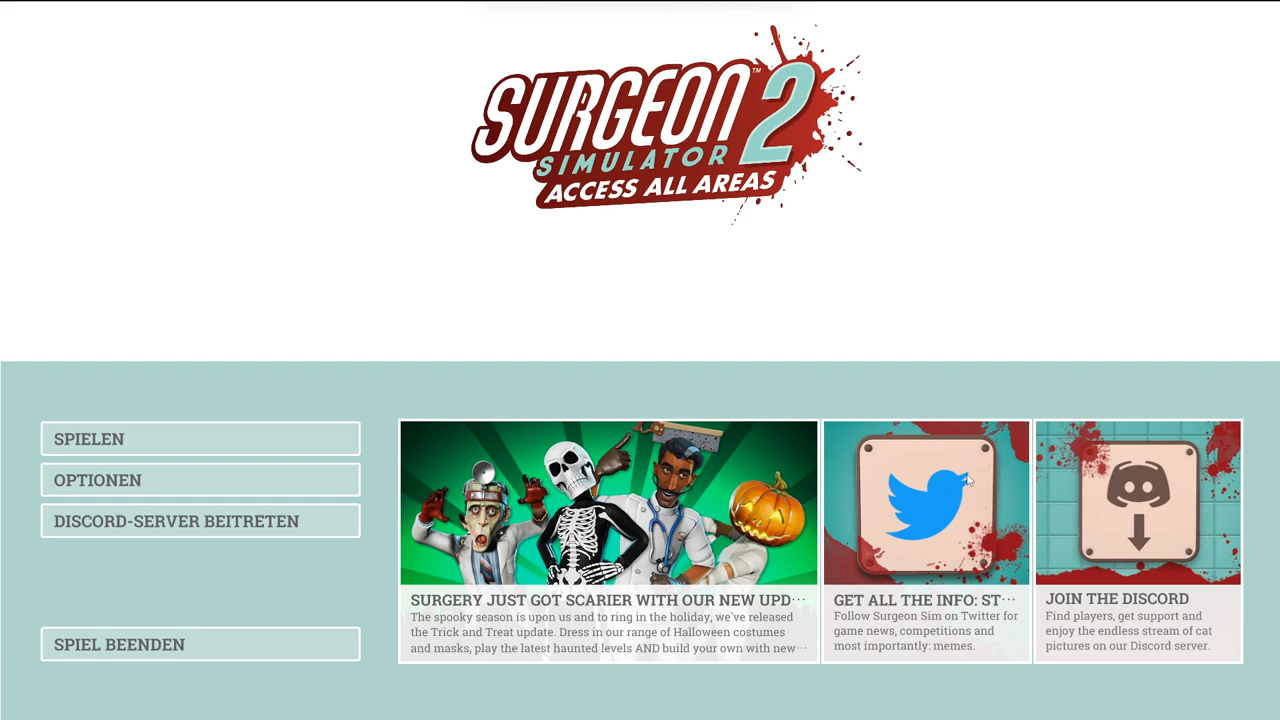 SURGEON 2
SIMULATOR
ACCESS ALL AREAS
™
SPIELEN
OPTIONEN
DISCORD-SERVER BEITRETEN
SPIEL BEENDEN
SURGERY JUST GOT SCARIER WITH OUR NEW UPD···
The spooky season is upon us and to ring in the holiday, we've released
the Trick and Treat update. Dress in our range of Halloween costumes
and masks, play the latest haunted levels AND build your own with new···
GET ALL THE INFO: ST···
Follow Surgeon Sim on Twitter for
game news, competitions and
most importantly: memes.
JOIN THE DISCORD
Find players, get support and
enjoy the endless stream of cat
pictures on our Discord server.